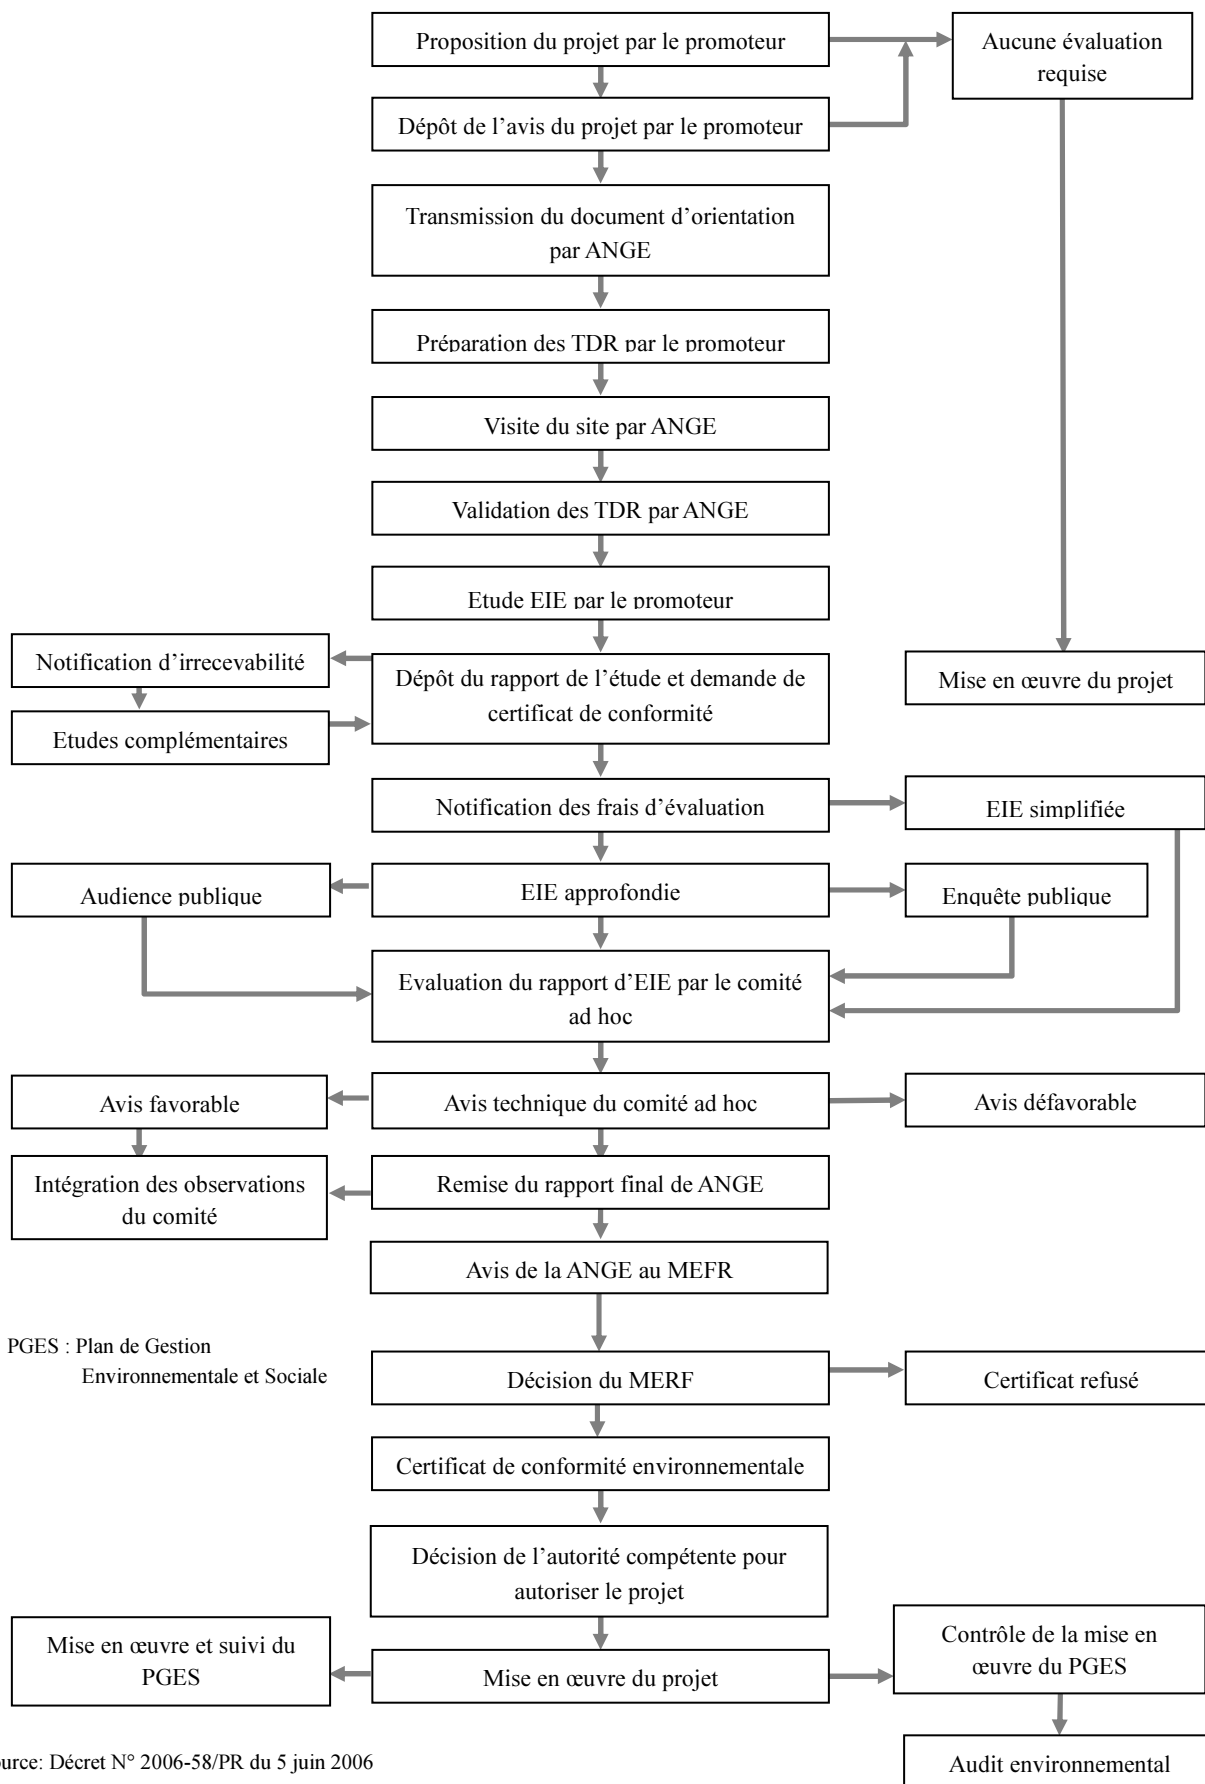 Proposition du projet par le promoteur
Aucune évaluation
requise
Dépôt de l’avis du projet par le promoteur
Transmission du document d’orientation
par ANGE
Préparation des TDR par le promoteur
Visite du site par ANGE
Validation des TDR par ANGE
Etude EIE par le promoteur
Notification d’irrecevabilité
Dépôt du rapport de l’étude et demande de
certificat de conformité
Mise en œuvre du projet
Etudes complémentaires
Notification des frais d’évaluation
EIE simplifiée
Audience publique
EIE approfondie
Enquête publique
Evaluation du rapport d’EIE par le comité
ad hoc
Avis favorable
Avis technique du comité ad hoc
Avis défavorable
Intégration des observations
du comité
Remise du rapport final de ANGE
Avis de la ANGE au MEFR
PGES : Plan de Gestion
Environnementale et Sociale
Décision du MERF
Certificat refusé
Certificat de conformité environnementale
Décision de l’autorité compétente pour
autoriser le projet
Mise en œuvre et suivi du
PGES
Mise en œuvre du projet
Contrôle de la mise en
œuvre du PGES
Audit environnemental
ource: Décret N° 2006-58/PR du 5 juin 2006